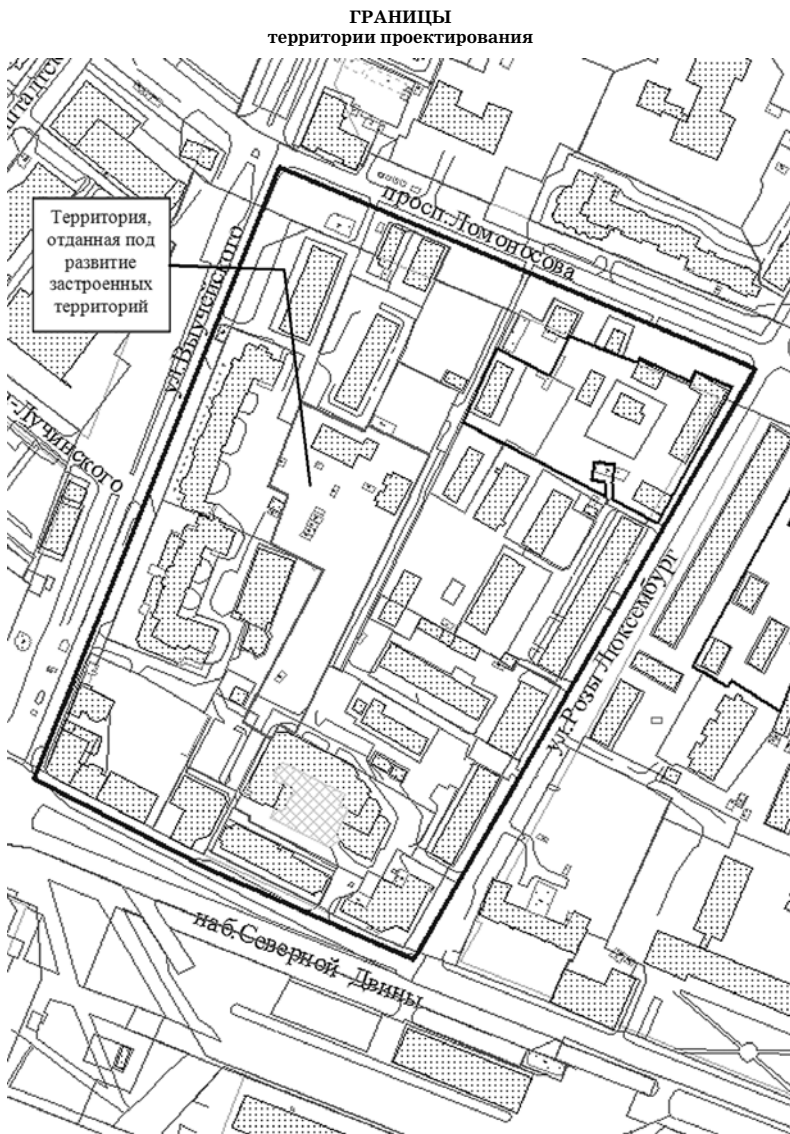 ГРАНИЦЫ
территории проектирования
просп.Ломоносова
Территория,
отданная под
развитие
застроенных
территорий
ул.Выучейского
Лучинского
ул.Розы Люксембург
наб.Северной Двины